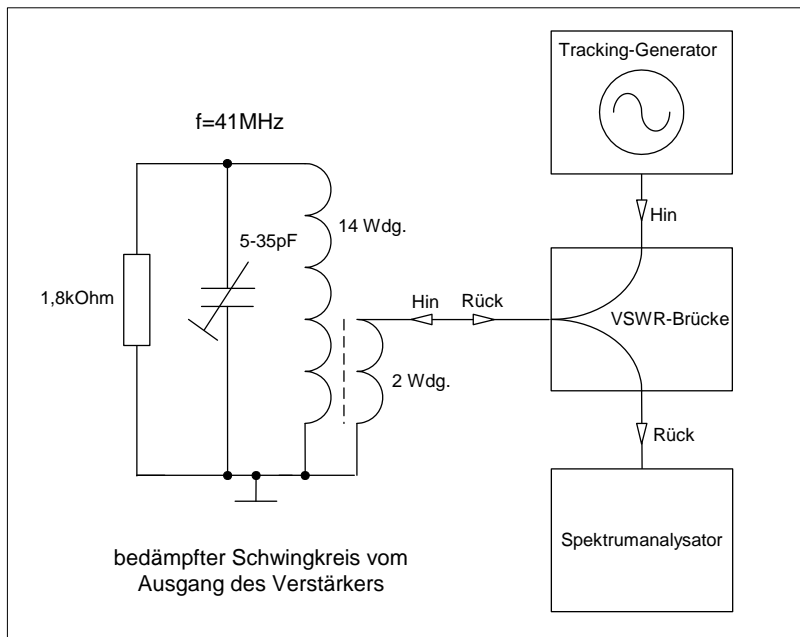 Tracking-Generator
f=41MHz
Hin
14 Wdg.
5-35pF
1,8kOhm
Hin
Rück
VSWR-Brücke
2 Wdg.
Rück
Spektrumanalysator
bedämpfter Schwingkreis vom
Ausgang des Verstärkers